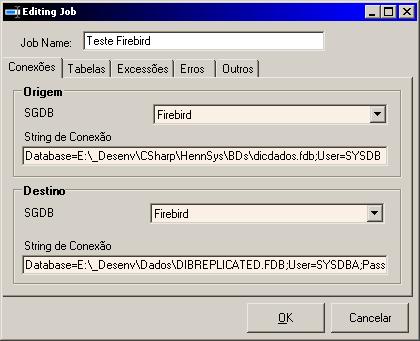 Editing Job
Job Name: Teste Firebird
Conexões Tabelas Excessões Erros Outros
Origem
SGDB Firebird
String de Conexão
Database=E:\_Desenv\CSharp\HennSys\BDs\dicdados.fdb;User=SYSDB
Destino
SGDB Firebird
String de Conexão
Database=E:\_Desenv\Dados\DIBREPLICATED.FDB;User=SYSDBA;Pass
OK Cancelar